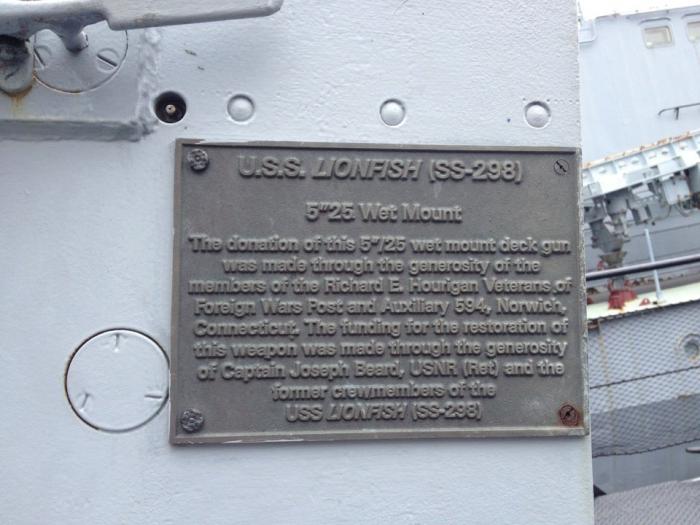 U.S.S. LIONFISH (SS-298)
5"25 Wet Mount
The donation of this 5"/25 wet mount deck gun
was made through the generosity of the
members of the Richard E. Hourigan Veterans of
Foreign Wars Post and Auxiliary 594, Norwich,
Connecticut. The funding for the restoration of
this weapon was made through the generosity
of Captain Joseph Beard, USNR (Ret) and the
former crewmembers of the
USS LIONFISH (SS-298)